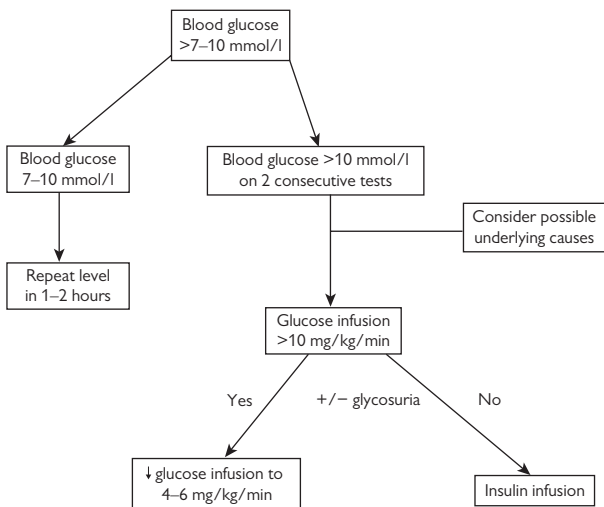 Blood glucose
>7–10 mmol/l
Blood glucose
7–10 mmol/l
Blood glucose >10 mmol/l
on 2 consecutive tests
Consider possible
underlying causes
Repeat level
in 1–2 hours
Glucose infusion
>10 mg/kg/min
Yes
+/− glycosuria
No
↓ glucose infusion to
4–6 mg/kg/min
Insulin infusion